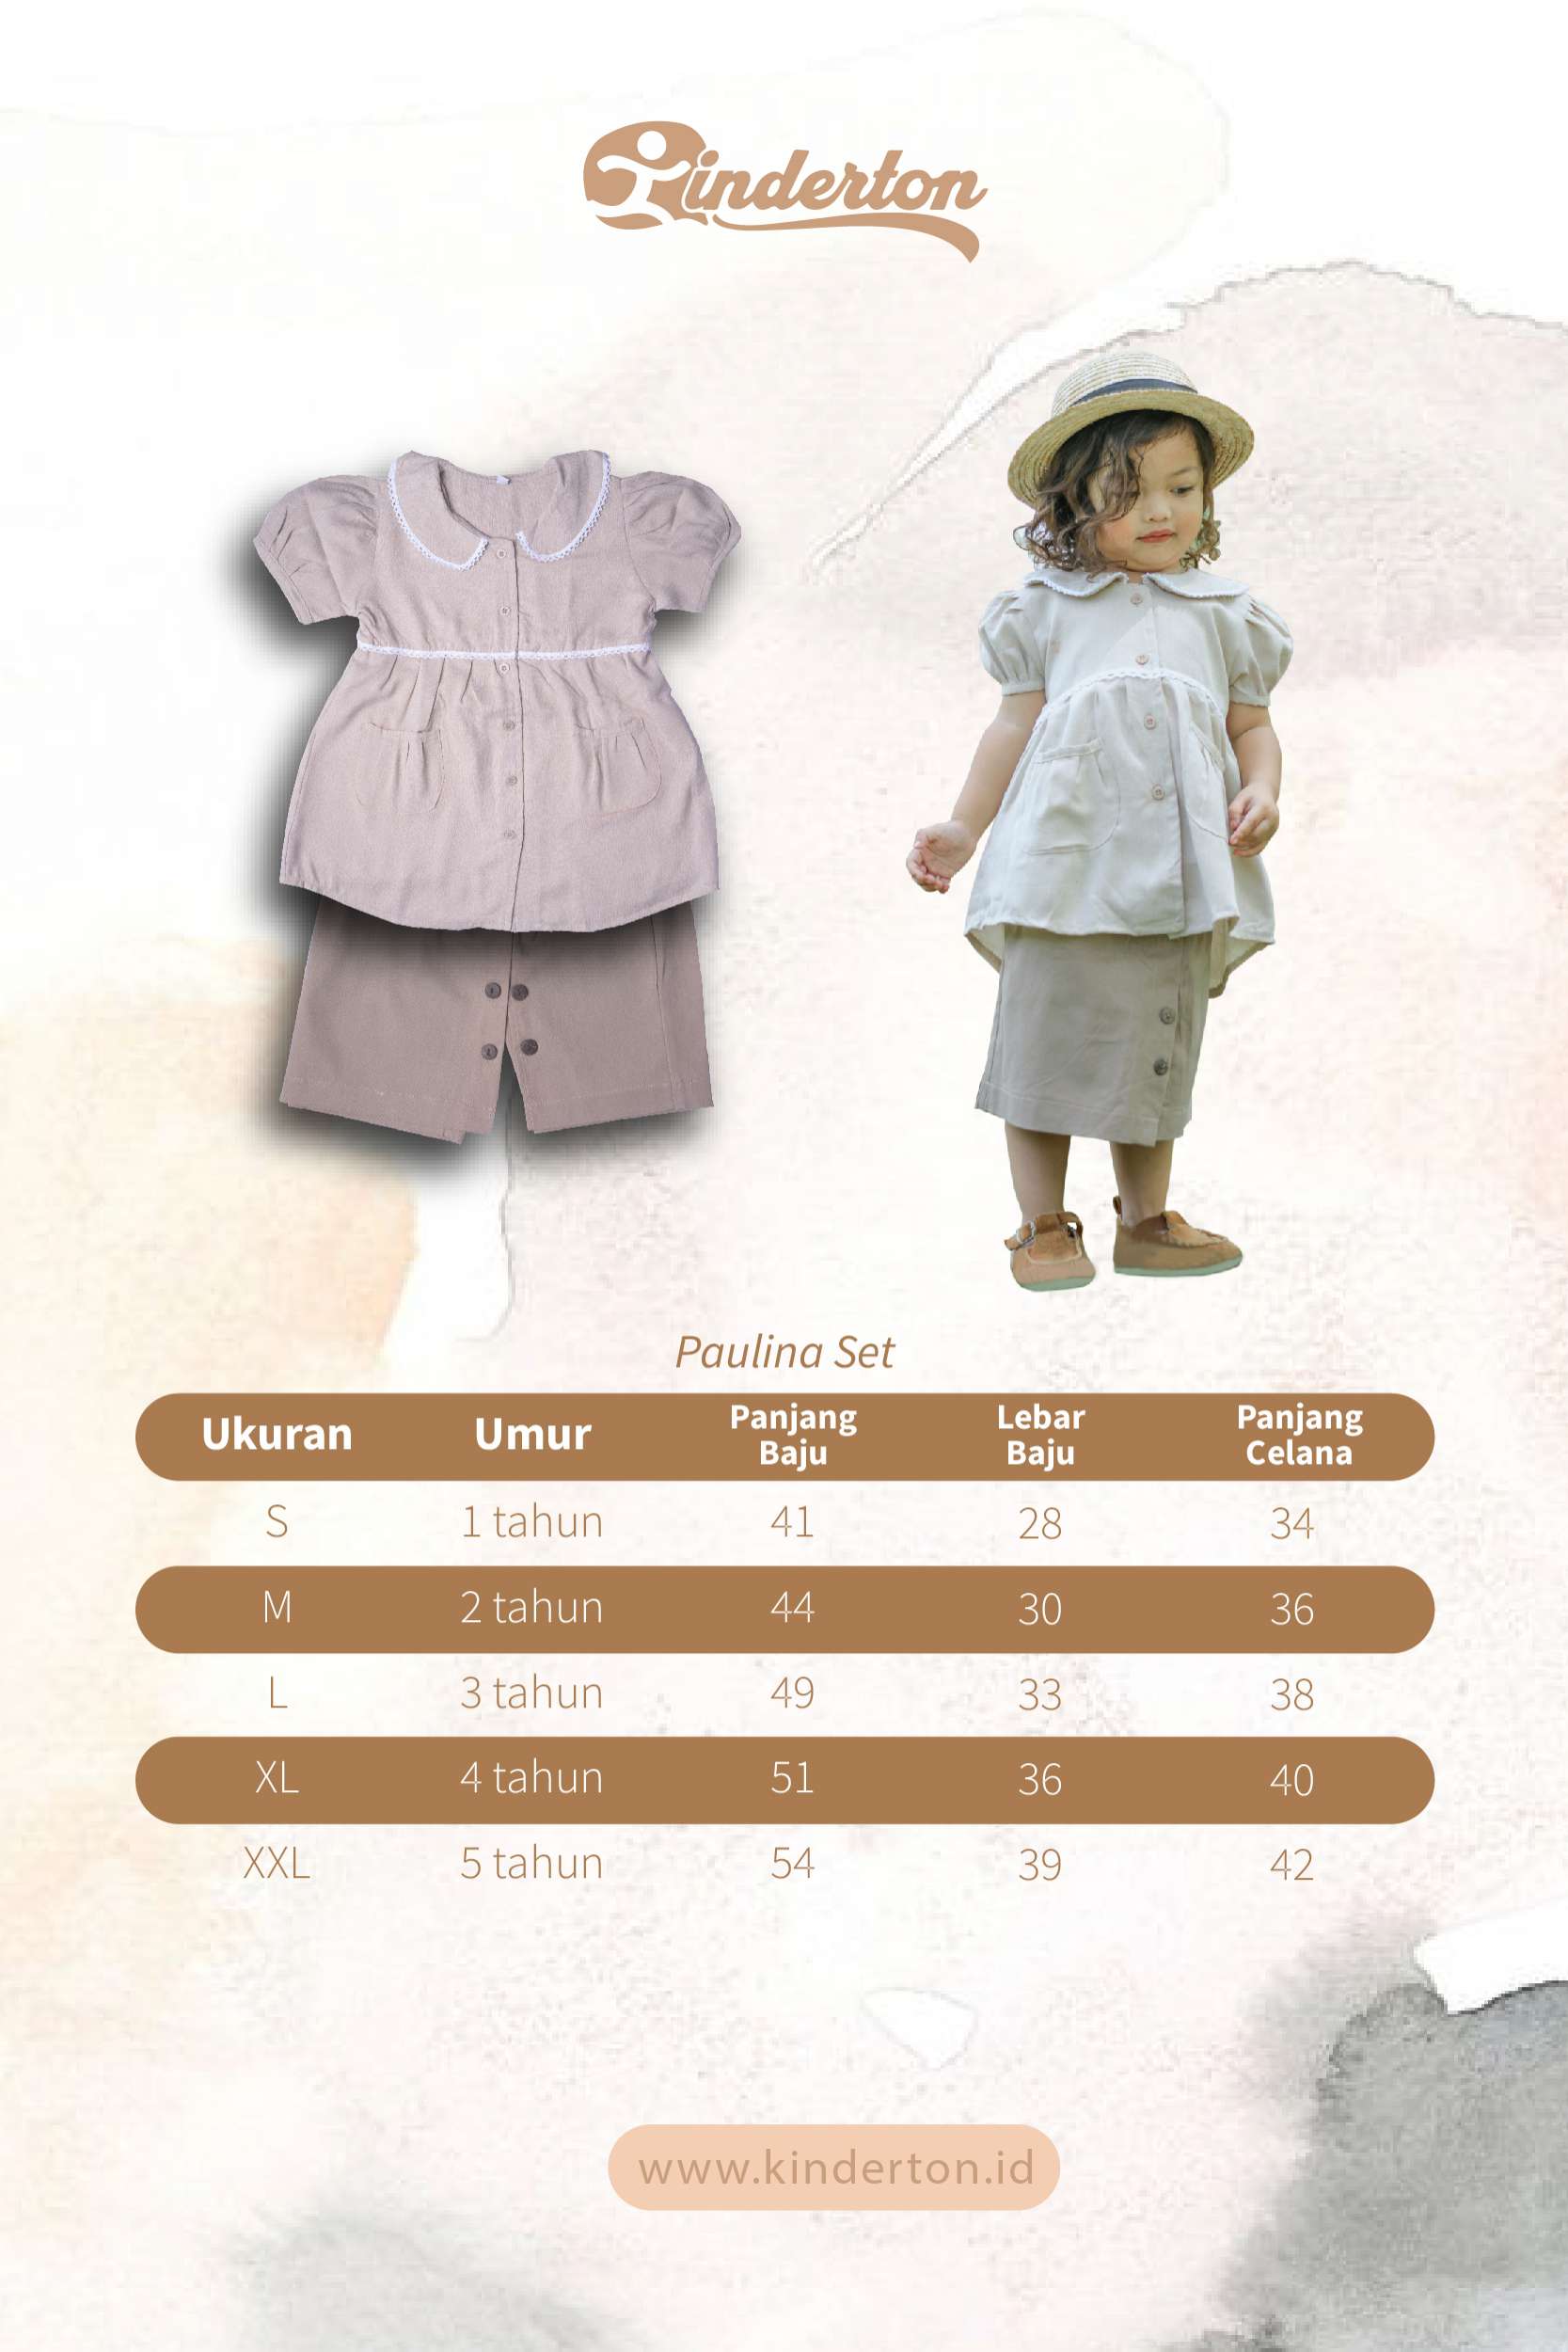 Kinderton
Paulina Set
Ukuran Umur Panjang Baju Lebar Baju Panjang Celana
S 1 tahun 41 28 34
M 2 tahun 44 30 36
L 3 tahun 49 33 38
XL 4 tahun 51 36 40
XXL 5 tahun 54 39 42
www.kinderton.id